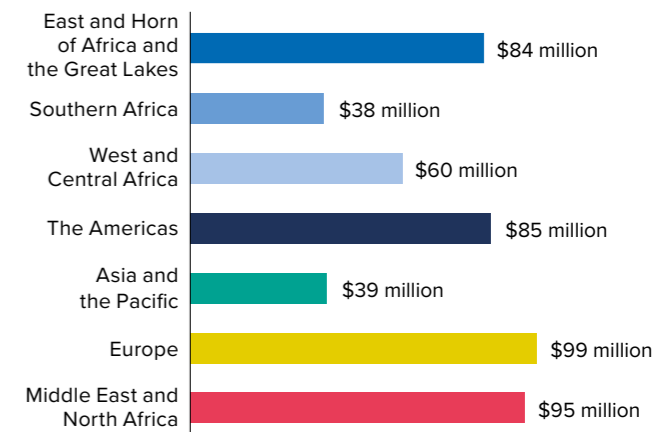 East and Horn
of Africa and
the Great Lakes
$84 million
Southern Africa
$38 million
West and
Central Africa
$60 million
The Americas
$85 million
Asia and
the Pacific
$39 million
Europe
$99 million
Middle East and
North Africa
$95 million